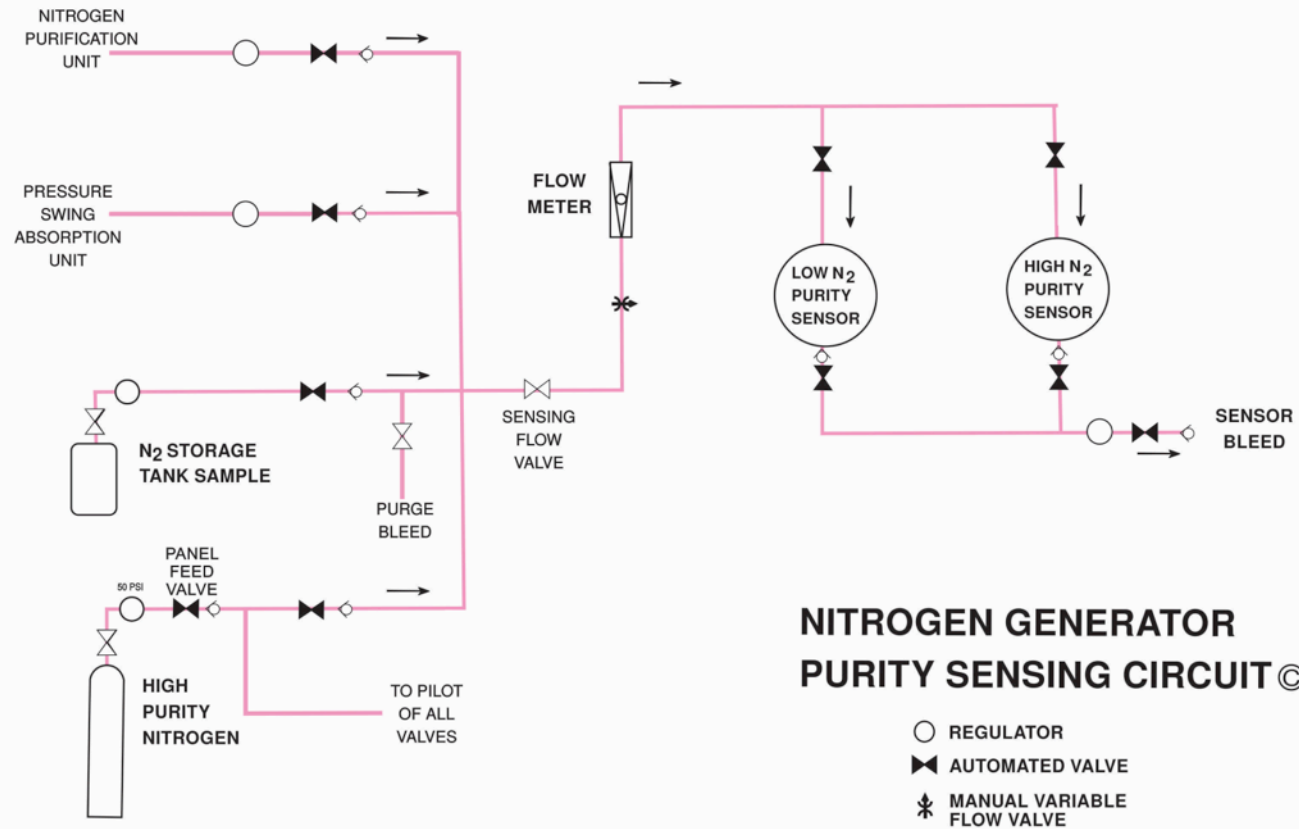 NITROGEN
PURIFICATION
UNIT
PRESSURE
SWING
ABSORPTION
UNIT
FLOW
METER
LOW N2
PURITY
SENSOR
HIGH N2
PURITY
SENSOR
SENSOR
BLEED
SENSING
FLOW
VALVE
N2 STORAGE
TANK SAMPLE
PURGE
BLEED
PANEL
FEED
VALVE
50 PSI
HIGH
PURITY
NITROGEN
TO PILOT
OF ALL
VALVES
NITROGEN GENERATOR
PURITY SENSING CIRCUIT ©
REGULATOR
AUTOMATED VALVE
MANUAL VARIABLE
FLOW VALVE